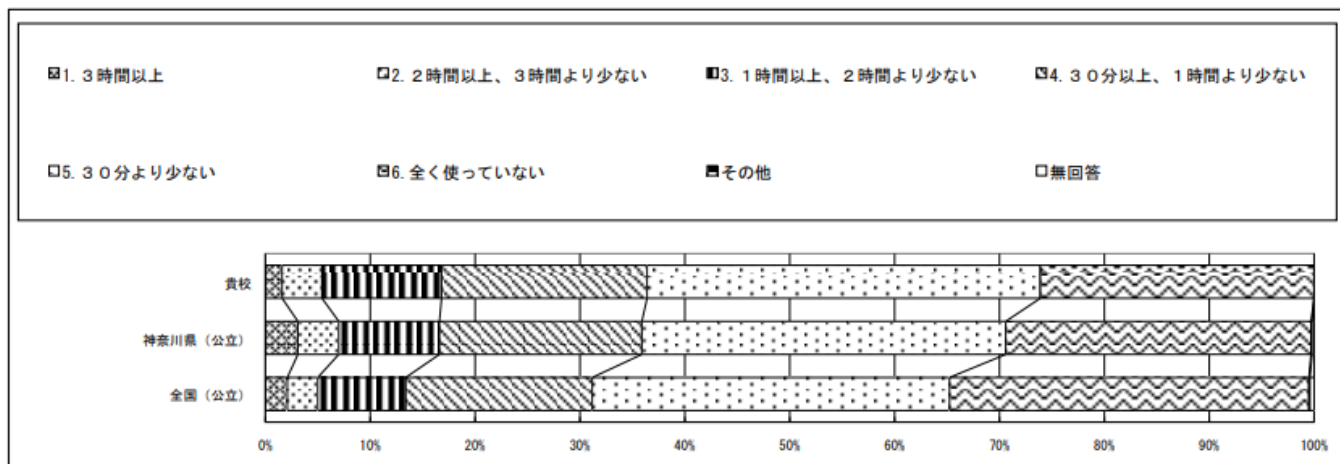 1. ３時間以上
2. ２時間以上、３時間より少ない
3. １時間以上、２時間より少ない
4. ３０分以上、１時間より少ない
5. ３０分より少ない
6. 全く使っていない
その他
無回答
貴校
神奈川県（公立）
全国（公立）
0% 10% 20% 30% 40% 50% 60% 70% 80% 90% 100%